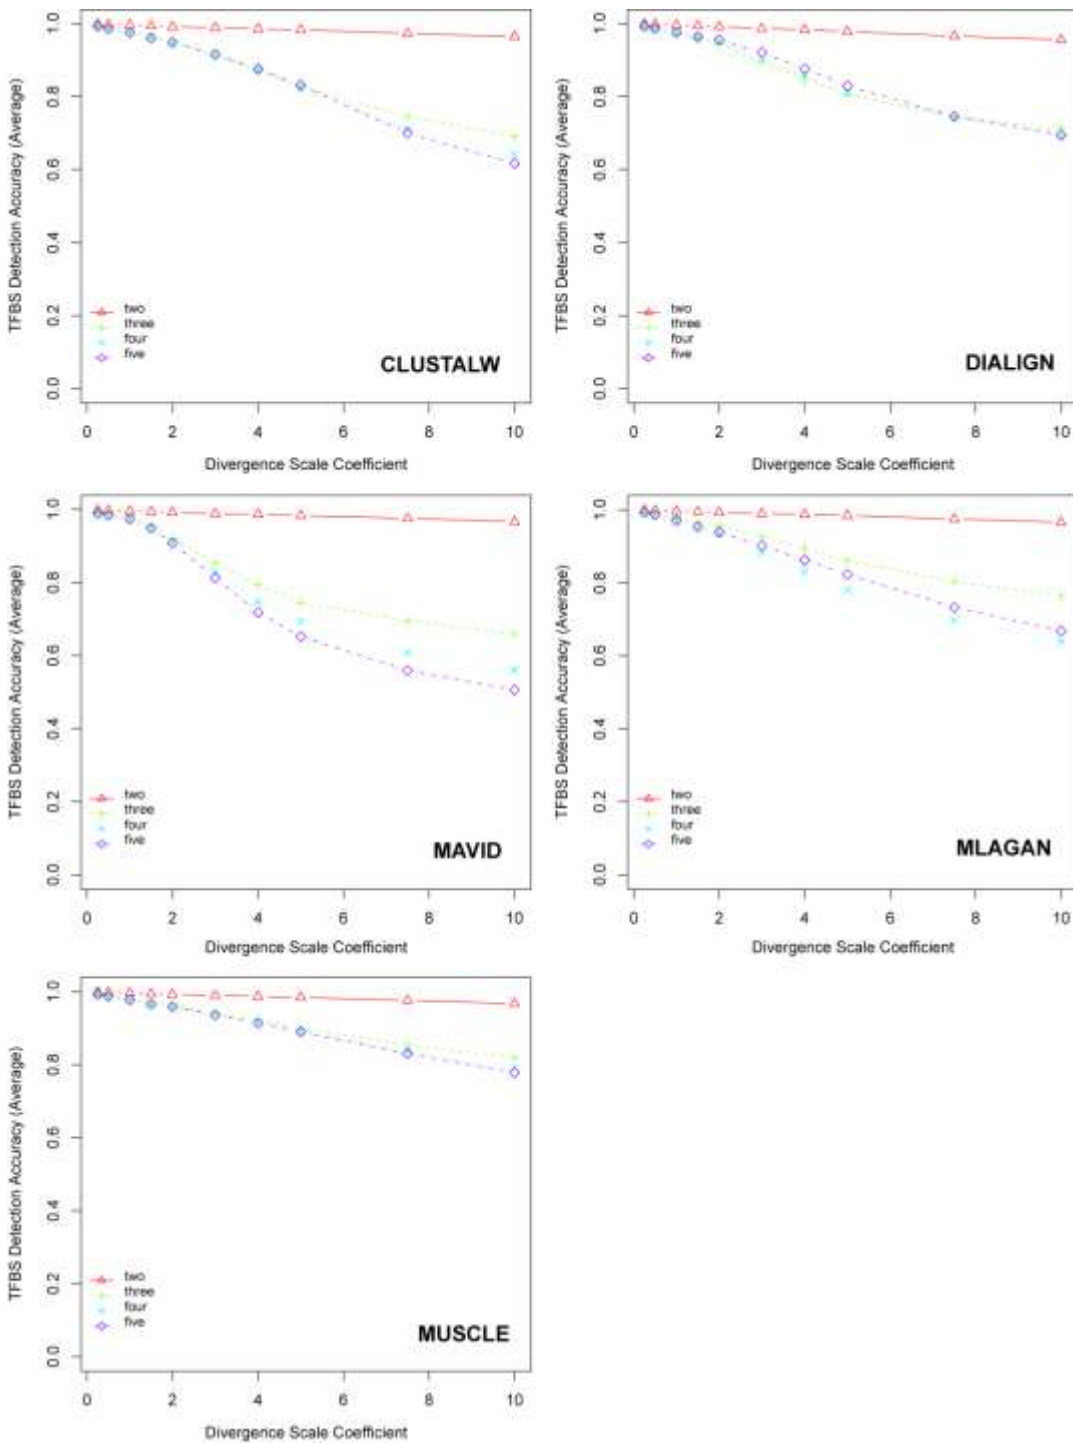 TFBS Detection Accuracy (Average)
1.0
0.8
0.6
0.4
0.2
0.0
two
three
four
five
CLUSTALW
0 2 4 6 8 10
Divergence Scale Coefficient
TFBS Detection Accuracy (Average)
1.0
0.8
0.6
0.4
0.2
0.0
two
three
four
five
DIALIGN
0 2 4 6 8 10
Divergence Scale Coefficient
TFBS Detection Accuracy (Average)
1.0
0.8
0.6
0.4
0.2
0.0
two
three
four
five
MAVID
0 2 4 6 8 10
Divergence Scale Coefficient
TFBS Detection Accuracy (Average)
1.0
0.8
0.6
0.4
0.2
0.0
two
three
four
five
MLAGAN
0 2 4 6 8 10
Divergence Scale Coefficient
TFBS Detection Accuracy (Average)
1.0
0.8
0.6
0.4
0.2
0.0
two
three
four
five
MUSCLE
0 2 4 6 8 10
Divergence Scale Coefficient